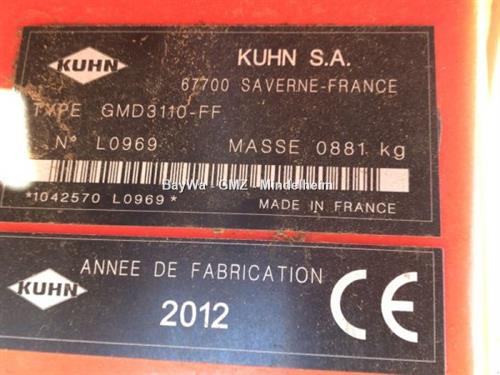 KUHN
KUHN S.A.
67700 SAVERNE-FRANCE
TYPE GMD3110-FF
N° L0969 MASSE 0881 kg
BayWa - GMZ - Mindelheim
*1042570 L0969* MADE IN FRANCE
KUHN
ANNEE DE FABRICATION
2012
CE